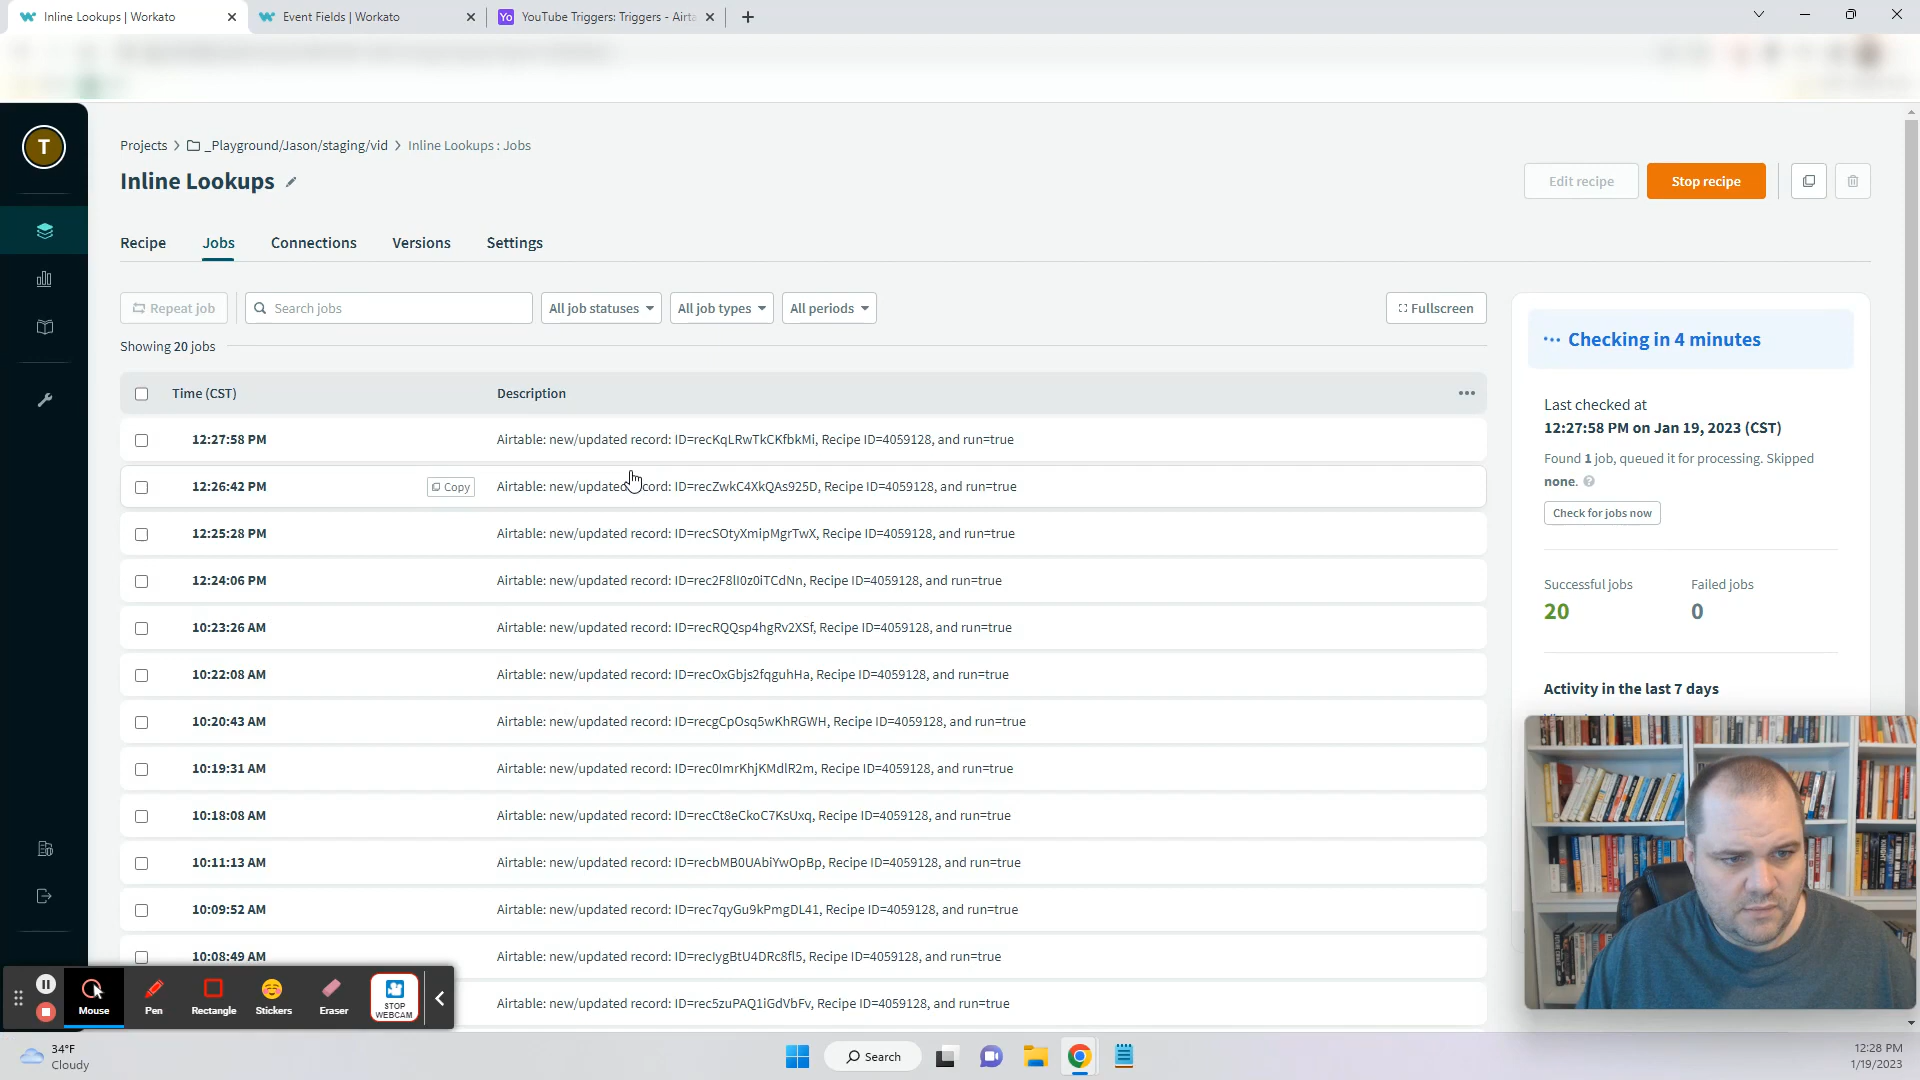 Inline Lookups | Workato
Event Fields | Workato
Yo YouTube Triggers: Triggers - Airta
T
Projects > _Playground/Jason/staging/vid > Inline Lookups : Jobs
Inline Lookups
Edit recipe
Stop recipe
Recipe
Jobs
Connections
Versions
Settings
Repeat job
Search jobs
All job statuses
All job types
All periods
Fullscreen
Showing 20 jobs
Time (CST)
Description
12:27:58 PM
Airtable: new/updated record: ID=recKqLRwTkCKfbkMi, Recipe ID=4059128, and run=true
12:26:42 PM
Copy
Airtable: new/updated record: ID=recZwkC4XkQAs925D, Recipe ID=4059128, and run=true
12:25:28 PM
Airtable: new/updated record: ID=recSOtyXmipMgrTwX, Recipe ID=4059128, and run=true
12:24:06 PM
Airtable: new/updated record: ID=rec2F8lI0z0iTCdNn, Recipe ID=4059128, and run=true
10:23:26 AM
Airtable: new/updated record: ID=recRQQsp4hgRv2XSf, Recipe ID=4059128, and run=true
10:22:08 AM
Airtable: new/updated record: ID=recOxGbjs2fqguhHa, Recipe ID=4059128, and run=true
10:20:43 AM
Airtable: new/updated record: ID=recgCpOsq5wKhRGWH, Recipe ID=4059128, and run=true
10:19:31 AM
Airtable: new/updated record: ID=rec0ImrKhjKMdlR2m, Recipe ID=4059128, and run=true
10:18:08 AM
Airtable: new/updated record: ID=recCt8eCkoC7KsUxq, Recipe ID=4059128, and run=true
10:11:13 AM
Airtable: new/updated record: ID=recbMB0UAbiYwOpBp, Recipe ID=4059128, and run=true
10:09:52 AM
Airtable: new/updated record: ID=rec7qyGu9kPmgDL41, Recipe ID=4059128, and run=true
10:08:49 AM
Airtable: new/updated record: ID=reclygBtU4DRc8fl5, Recipe ID=4059128, and run=true
Airtable: new/updated record: ID=rec5zuPAQ1iGdVbFv, Recipe ID=4059128, and run=true
Checking in 4 minutes
Last checked at
12:27:58 PM on Jan 19, 2023 (CST)
Found 1 job, queued it for processing. Skipped
none.
Check for jobs now
Successful jobs
Failed jobs
20
0
Activity in the last 7 days
Mouse
Pen
Rectangle
Stickers
Eraser
STOP
WEBCAM
34°F
Cloudy
Search
12:28 PM
1/19/2023